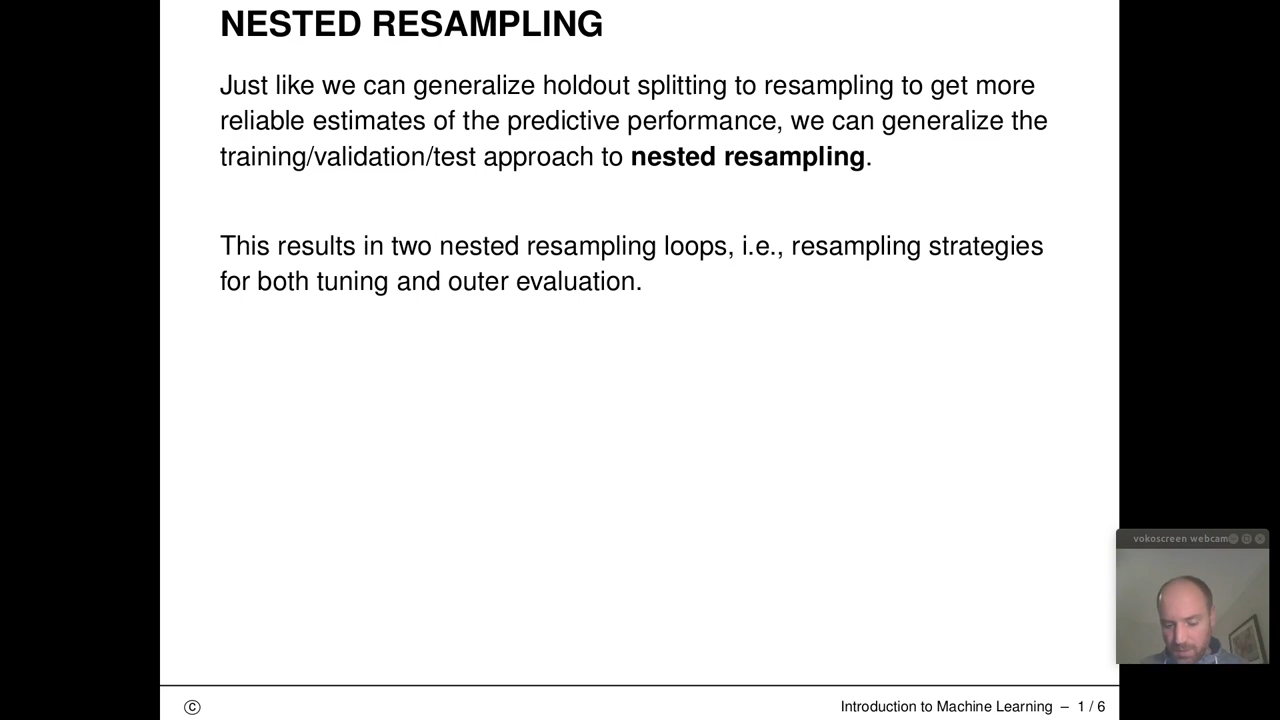 NESTED RESAMPLING
Just like we can generalize holdout splitting to resampling to get more
reliable estimates of the predictive performance, we can generalize the
training/validation/test approach to nested resampling.
This results in two nested resampling loops, i.e., resampling strategies
for both tuning and outer evaluation.
vokoscreen webcam
© Introduction to Machine Learning – 1 / 6